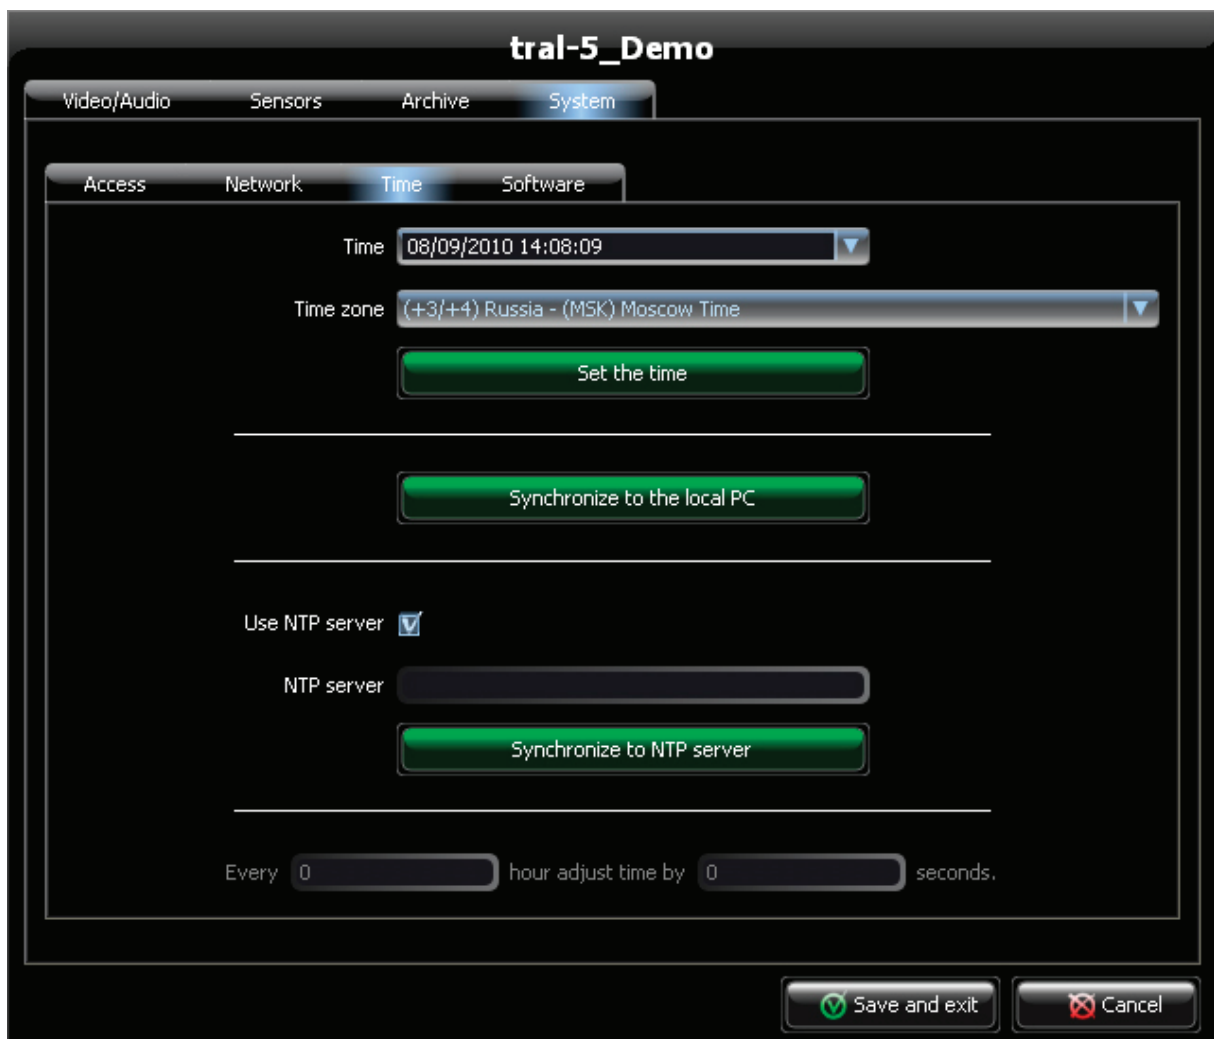 tral-5_Demo
Video/Audio Sensors Archive System
Access Network Time Software
Time 08/09/2010 14:08:09
Time zone (+3/+4) Russia - (MSK) Moscow Time
Set the time
Synchronize to the local PC
Use NTP server
NTP server
Synchronize to NTP server
Every 0 hour adjust time by 0 seconds.
Save and exit Cancel